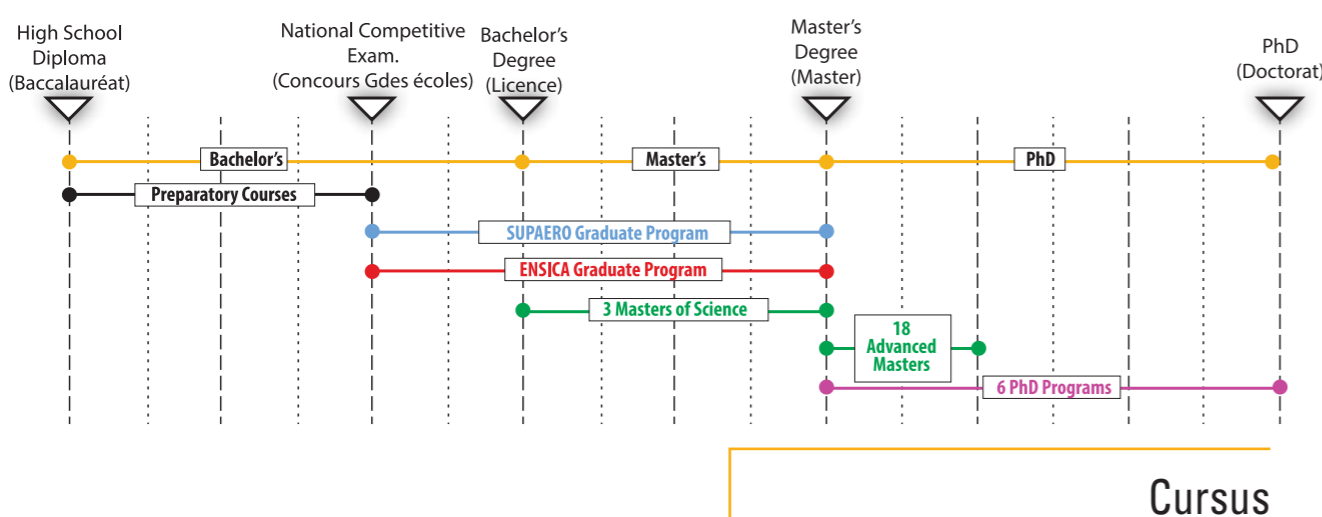 High School
Diploma
(Baccalauréat)
National Competitive
Exam.
(Concours Gdes écoles)
Bachelor's
Degree
(Licence)
Master's
Degree
(Master)
PhD
(Doctorat)
Bachelor's
Master's
PhD
Preparatory Courses
SUPAERO Graduate Program
ENSICA Graduate Program
3 Masters of Science
18
Advanced
Masters
6 PhD Programs
Cursus